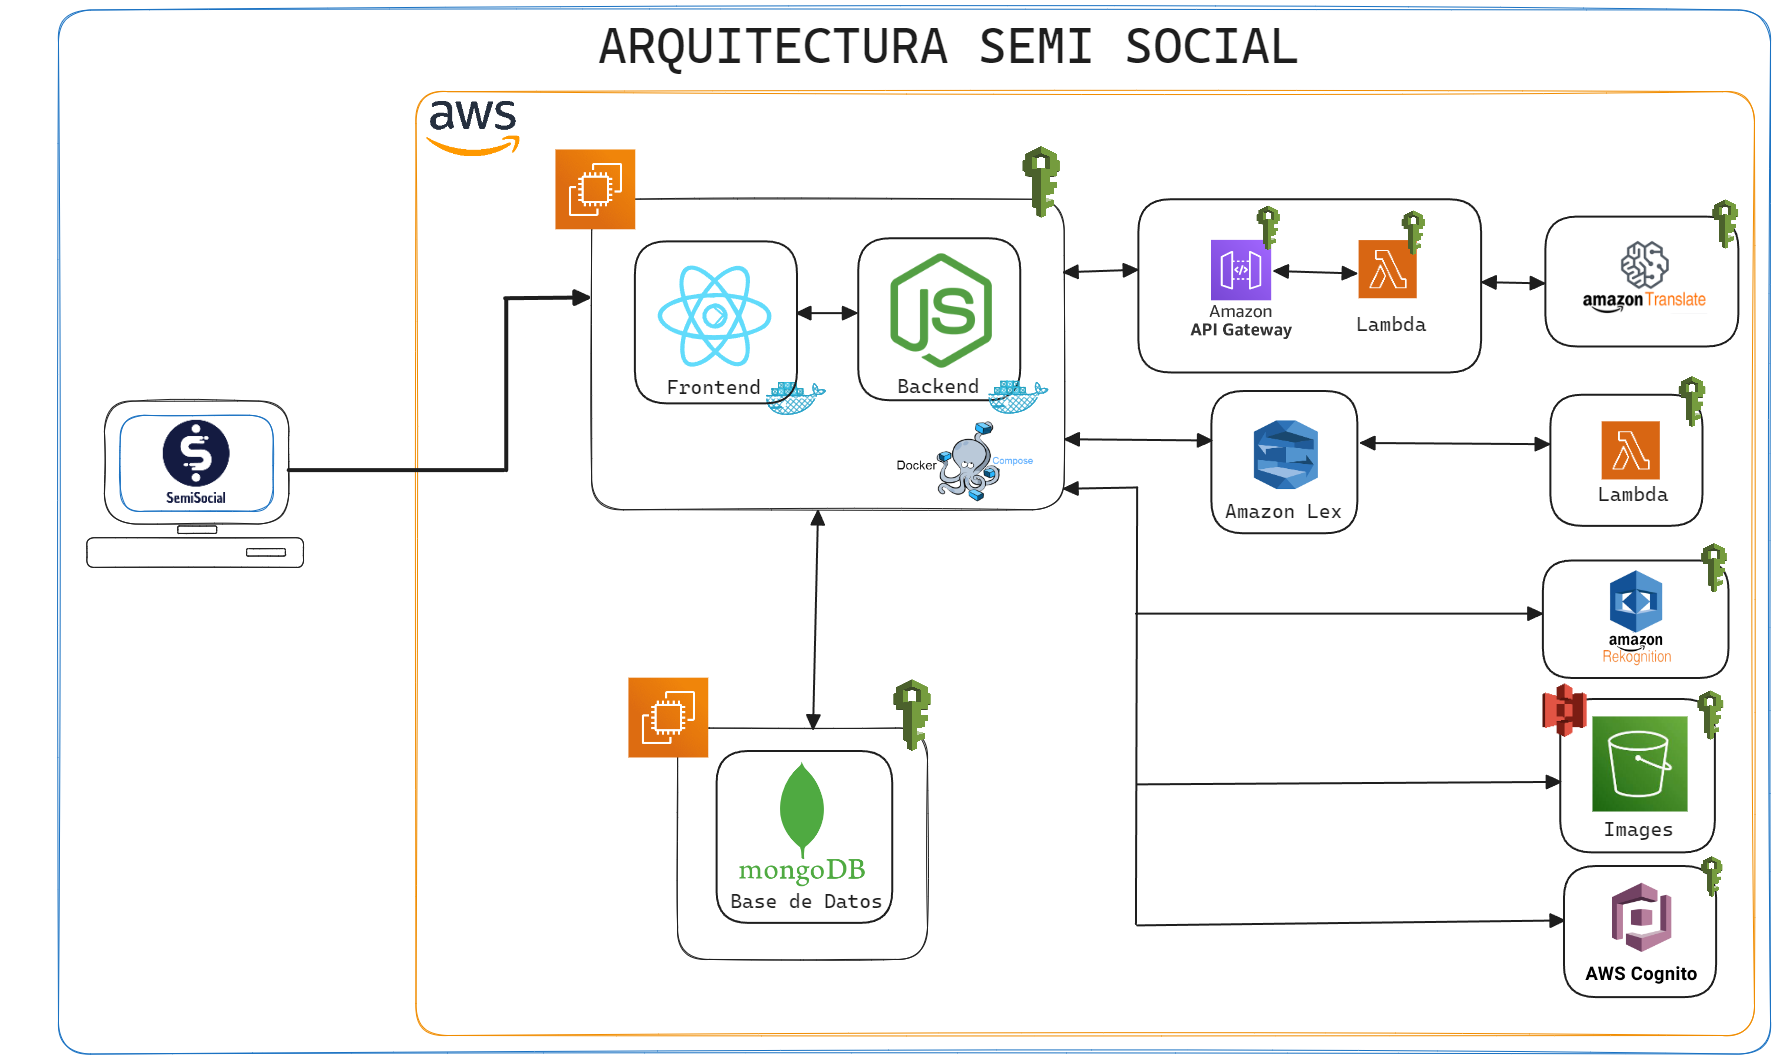 ARQUITECTURA SEMI SOCIAL
aws
SemiSocial
Frontend
JS
Backend
Docker
Compose
Amazon
API Gateway
Lambda
amazon Translate
Amazon Lex
Lambda
amazon
Rekognition
Images
AWS Cognito
mongoDB
Base de Datos